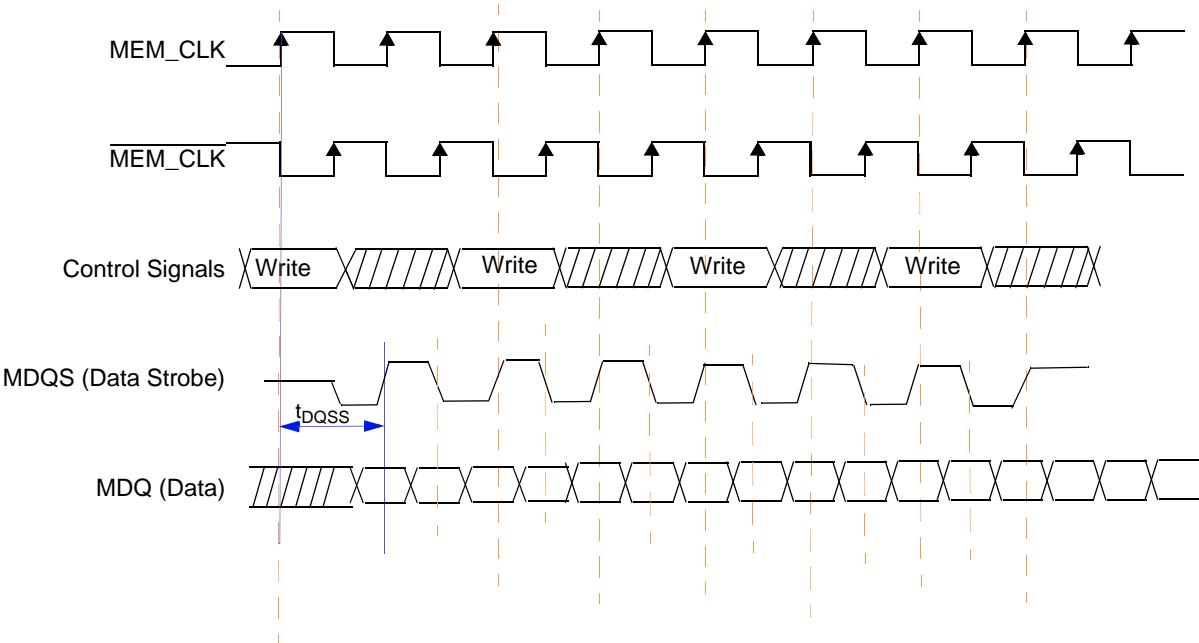 MEM_CLK
MEM_CLK
Control Signals Write Write Write Write
MDQS (Data Strobe)
tDQSS
MDQ (Data)